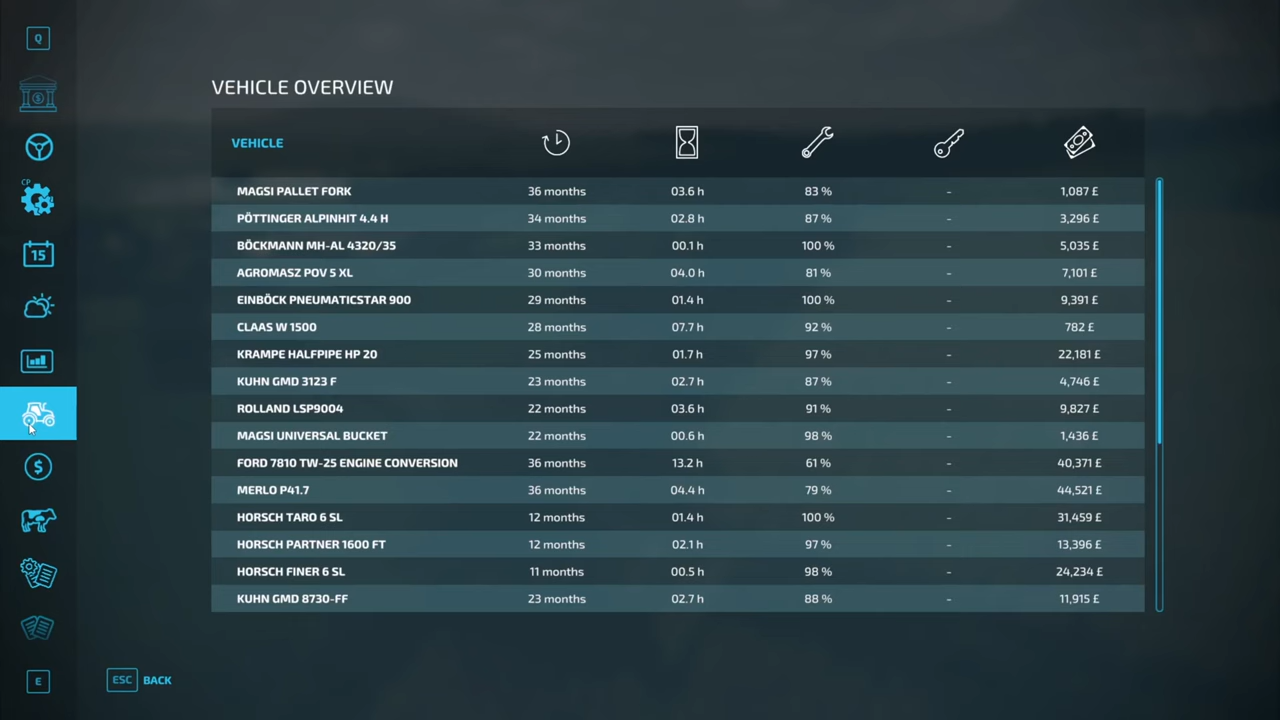 Q
VEHICLE OVERVIEW
VEHICLE
MAGSI PALLET FORK 36 months 03.6 h 83 % - 1,087 £
PÖTTINGER ALPINHIT 4.4 H 34 months 02.8 h 87 % - 3,296 £
BÖCKMANN MH-AL 4320/35 33 months 00.1 h 100 % - 5,035 £
AGROMASZ POV 5 XL 30 months 04.0 h 81 % - 7,101 £
EINBÖCK PNEUMATICSTAR 900 29 months 01.4 h 100 % - 9,391 £
CLAAS W 1500 28 months 07.7 h 92 % - 782 £
KRAMPE HALFPIPE HP 20 25 months 01.7 h 97 % - 22,181 £
KUHN GMD 3123 F 23 months 02.7 h 87 % - 4,746 £
ROLLAND LSP9004 22 months 03.6 h 91 % - 9,827 £
MAGSI UNIVERSAL BUCKET 22 months 00.6 h 98 % - 1,436 £
FORD 7810 TW-25 ENGINE CONVERSION 36 months 13.2 h 61 % - 40,371 £
MERLO P41.7 36 months 04.4 h 79 % - 44,521 £
HORSCH TARO 6 SL 12 months 01.4 h 100 % - 31,459 £
HORSCH PARTNER 1600 FT 12 months 02.1 h 97 % - 13,396 £
HORSCH FINER 6 SL 11 months 00.5 h 98 % - 24,234 £
KUHN GMD 8730-FF 23 months 02.7 h 88 % - 11,915 £
CP
15
$
E
ESC BACK